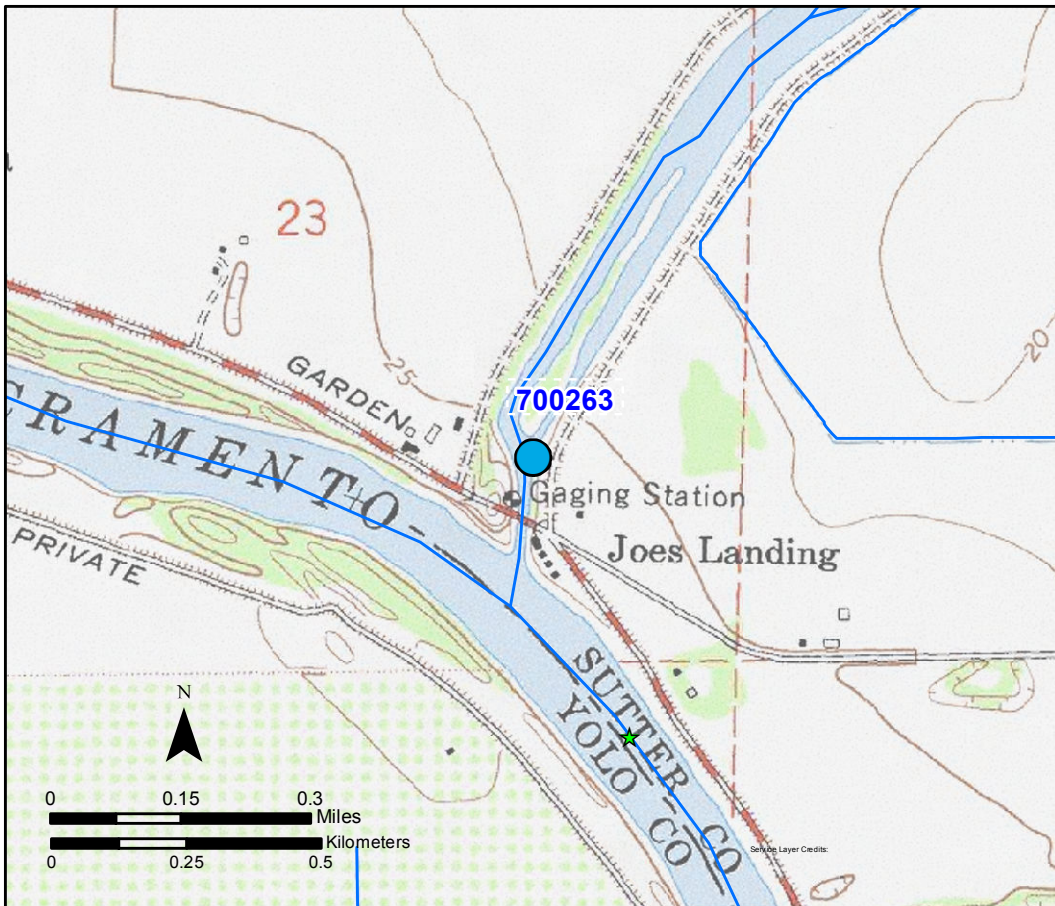 23
GARDEN
25
20
700263
CRAMENTO
Gaging Station
Joes Landing
PRIVATE
SUTTER CO
YOLO CO
N
0 0.15 0.3
Miles
Kilometers
0 0.25 0.5
Service Layer Credits: